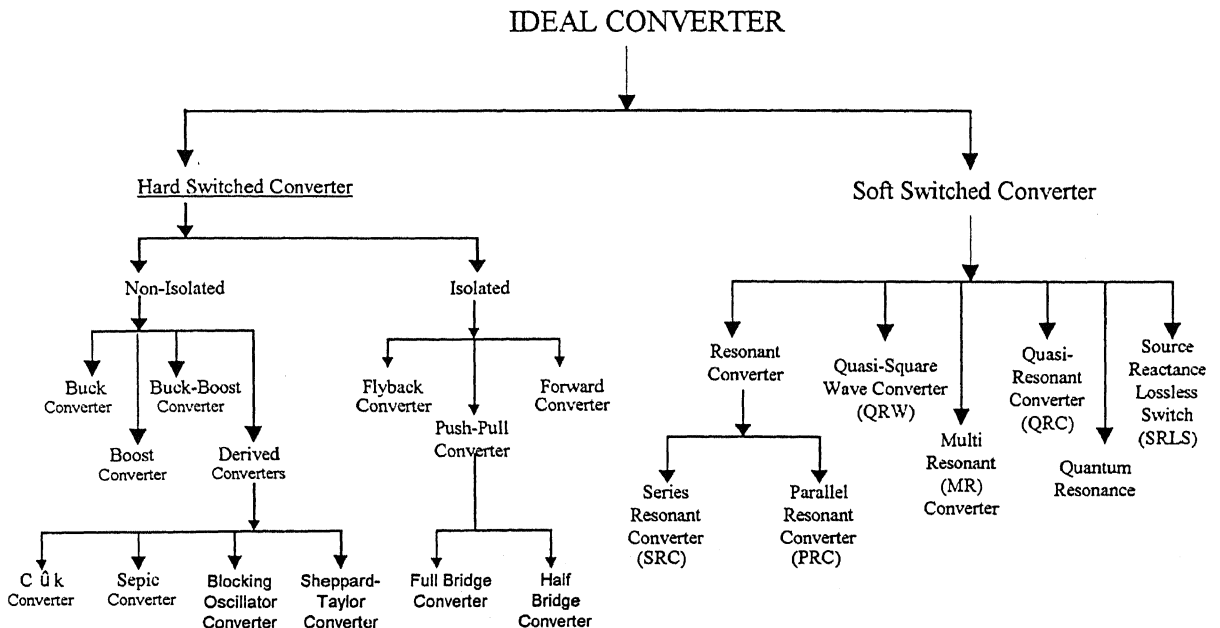 IDEAL CONVERTER
Hard Switched Converter
Soft Switched Converter
Non-Isolated
Isolated
Buck
Converter
Buck-Boost
Converter
Boost
Converter
Derived
Converters
Flyback
Converter
Forward
Converter
Push-Pull
Converter
Resonant
Converter
Quasi-Square
Wave Converter
(QRW)
Multi
Resonant
(MR)
Converter
Quasi-
Resonant
Converter
(QRC)
Quantum
Resonance
Source
Reactance
Lossless
Switch
(SRLS)
Series
Resonant
Converter
(SRC)
Parallel
Resonant
Converter
(PRC)
C û k
Converter
Sepic
Converter
Blocking
Oscillator
Converter
Sheppard-
Taylor
Converter
Full Bridge
Converter
Half
Bridge
Converter